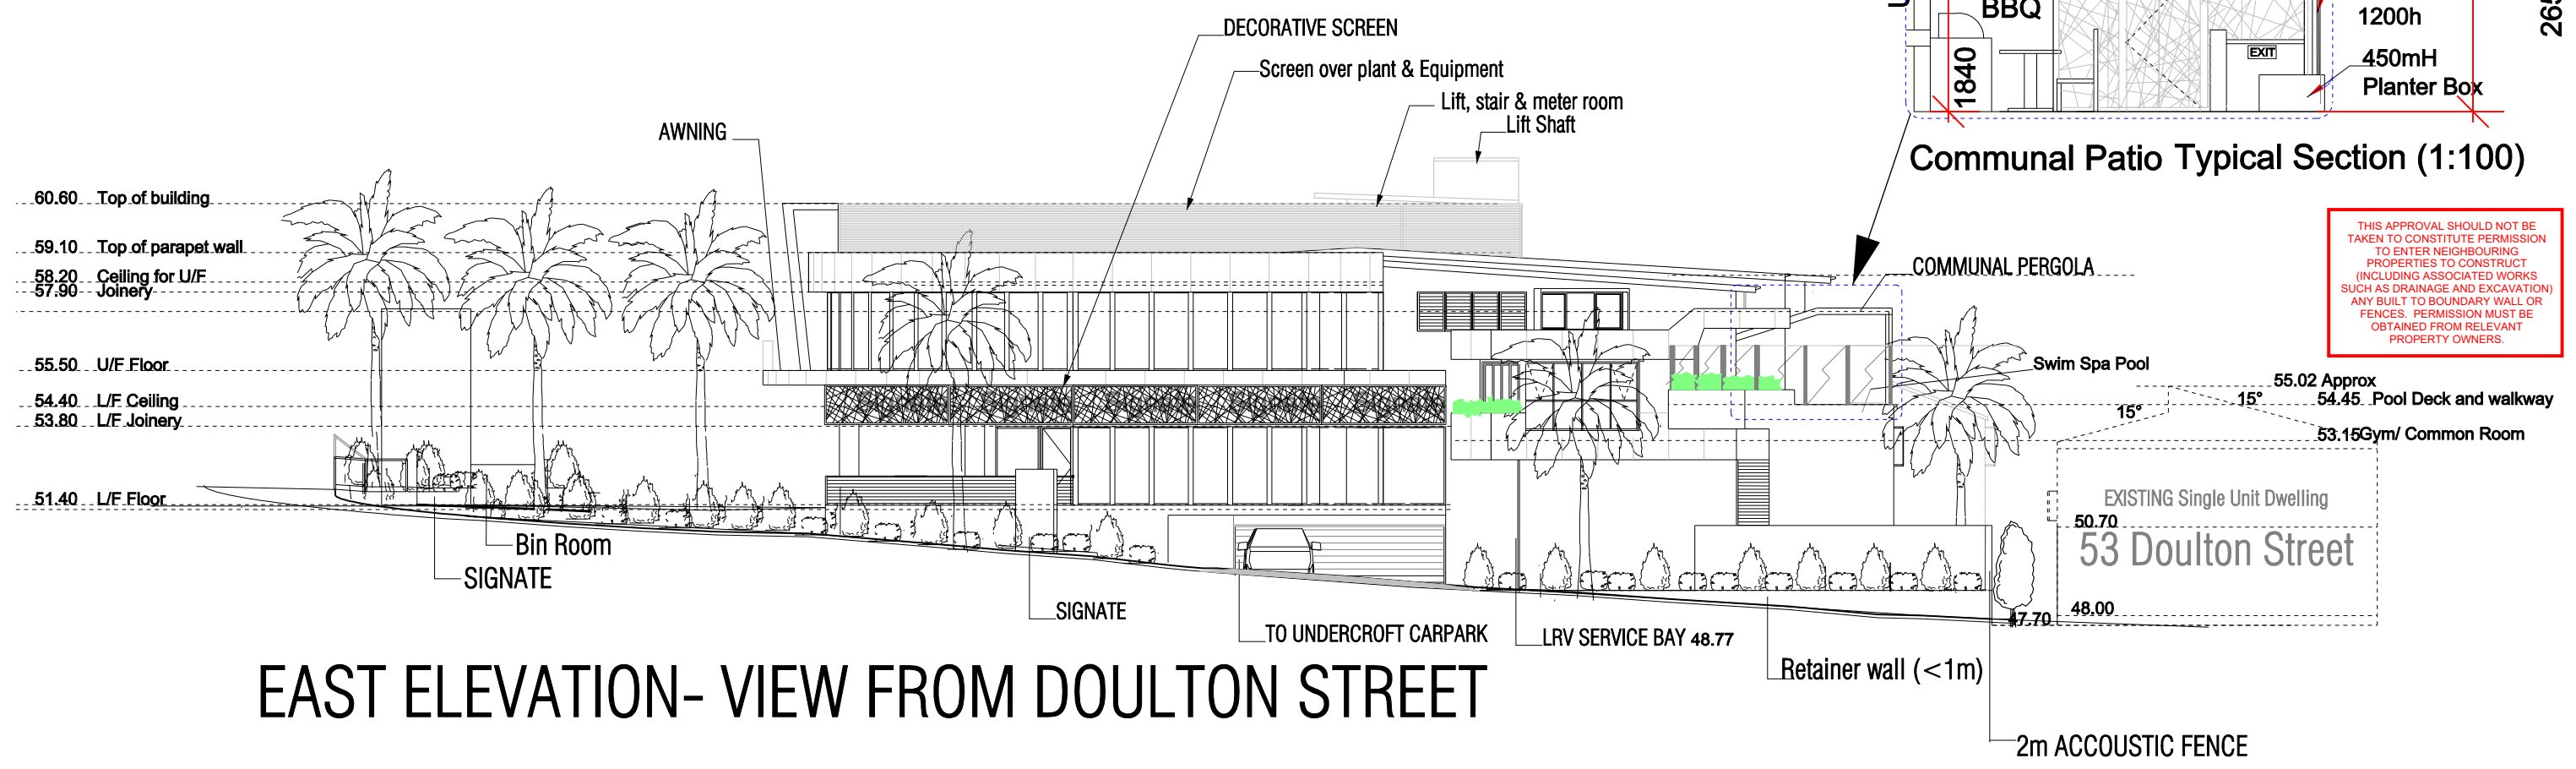 DECORATIVE SCREEN
Screen over plant & Equipment
Lift, stair & meter room
Lift Shaft
AWNING
BBQ
1840
EXIT
1200h
450mH
Planter Box
265
Communal Patio Typical Section (1:100)
THIS APPROVAL SHOULD NOT BE
TAKEN TO CONSTITUTE PERMISSION
TO ENTER NEIGHBOURING
PROPERTIES TO CONSTRUCT
(INCLUDING ASSOCIATED WORKS
SUCH AS DRAINAGE AND EXCAVATION)
ANY BUILT TO BOUNDARY WALL OR
FENCES. PERMISSION MUST BE
OBTAINED FROM RELEVANT
PROPERTY OWNERS.
60.60 Top of building
59.10 Top of parapet wall
58.20 Ceiling for U/F
57.90 Joinery
55.50 U/F Floor
54.40 L/F Ceiling
53.80 L/F Joinery
51.40 L/F Floor
COMMUNAL PERGOLA
Swim Spa Pool
55.02 Approx
15°
15°
54.45 Pool Deck and walkway
53.15 Gym/ Common Room
EXISTING Single Unit Dwelling
50.70
53 Doulton Street
48.00
47.70
Bin Room
SIGNATE
SIGNATE
TO UNDERCROFT CARPARK
LRV SERVICE BAY 48.77
Retainer wall (<1m)
2m ACCOUSTIC FENCE
EAST ELEVATION- VIEW FROM DOULTON STREET